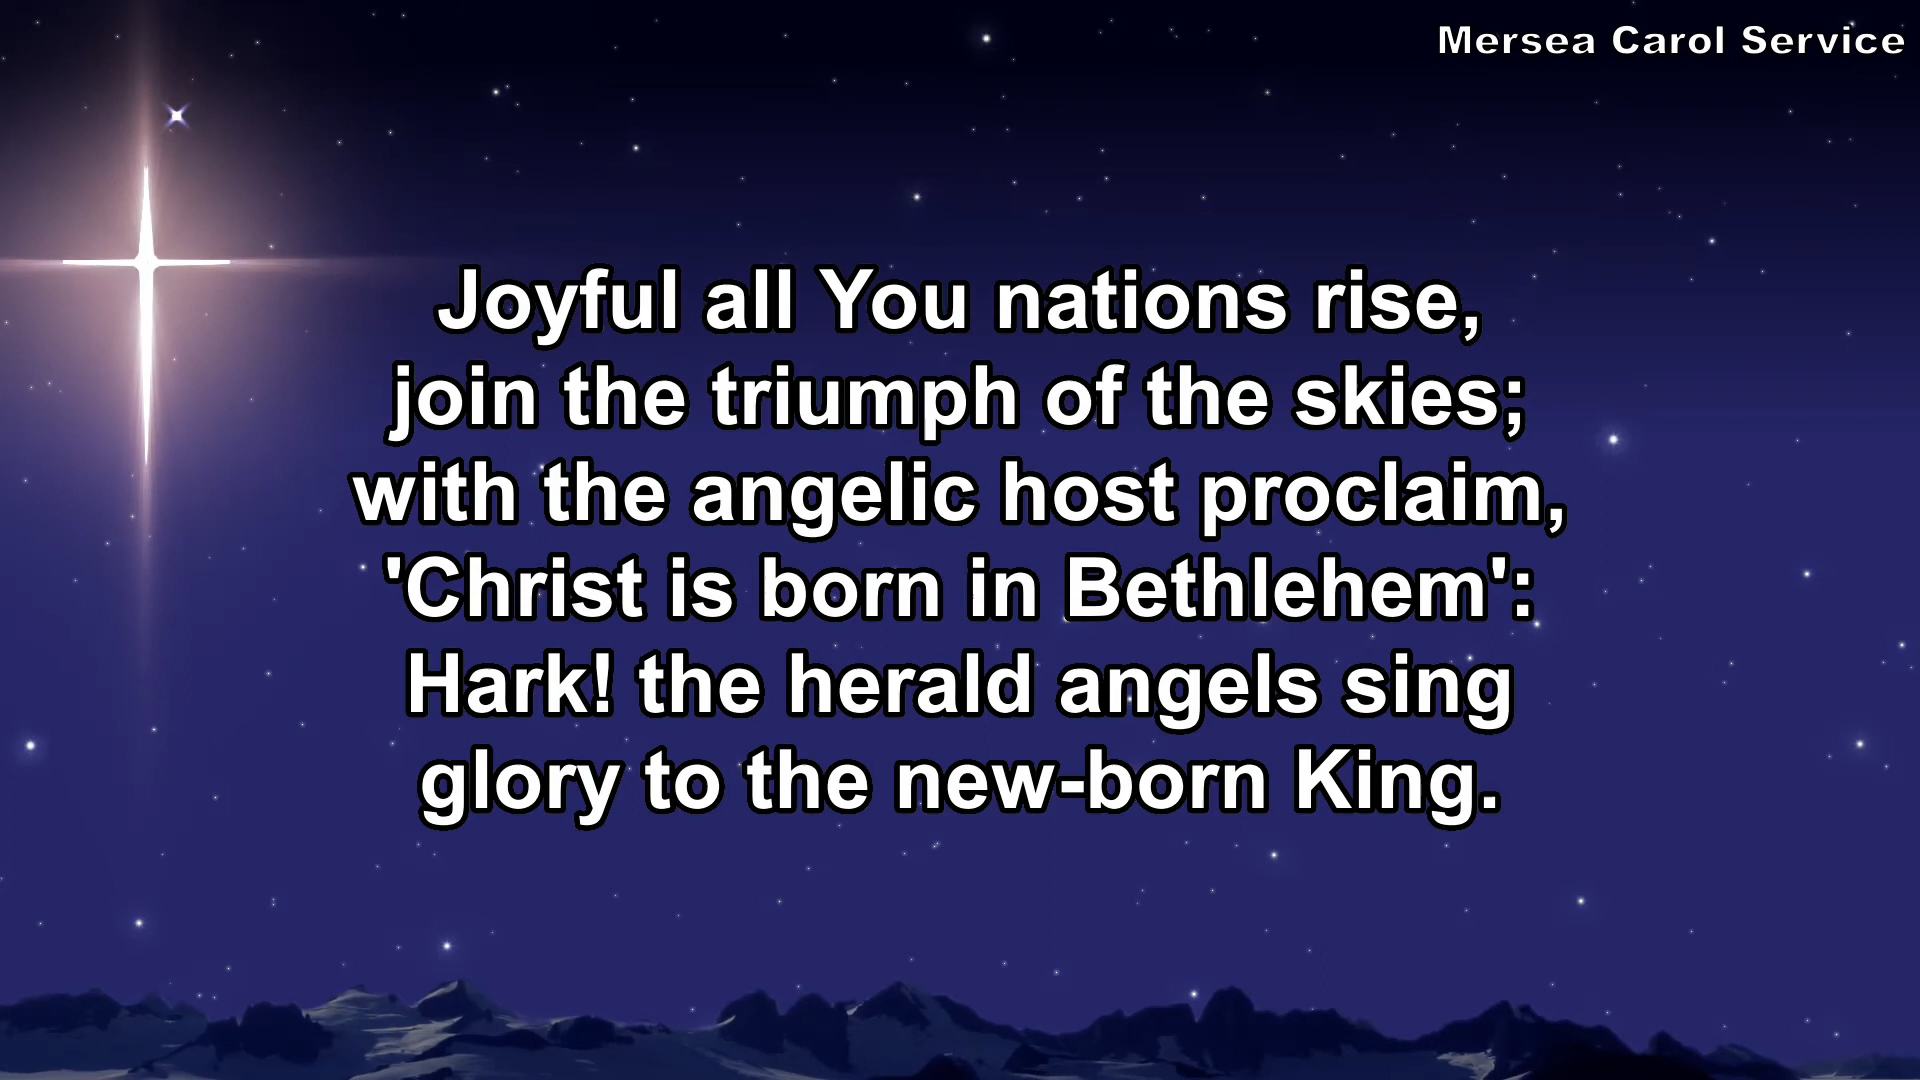 Mersea Carol Service
Joyful all You nations rise,
join the triumph of the skies;
with the angelic host proclaim,
'Christ is born in Bethlehem':
Hark! the herald angels sing
glory to the new-born King.